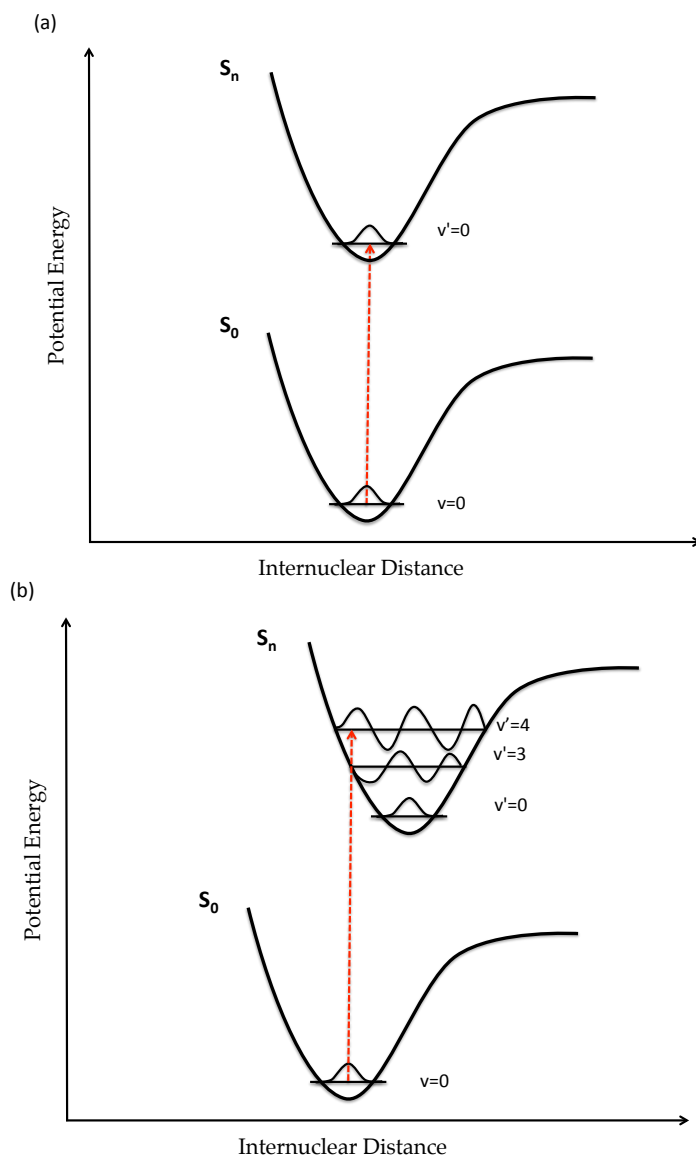 (a)
Sn
v'=0
Potential Energy
S0
v=0
Internuclear Distance
(b)
Sn
v'=4
v'=3
v'=0
Potential Energy
S0
v=0
Internuclear Distance